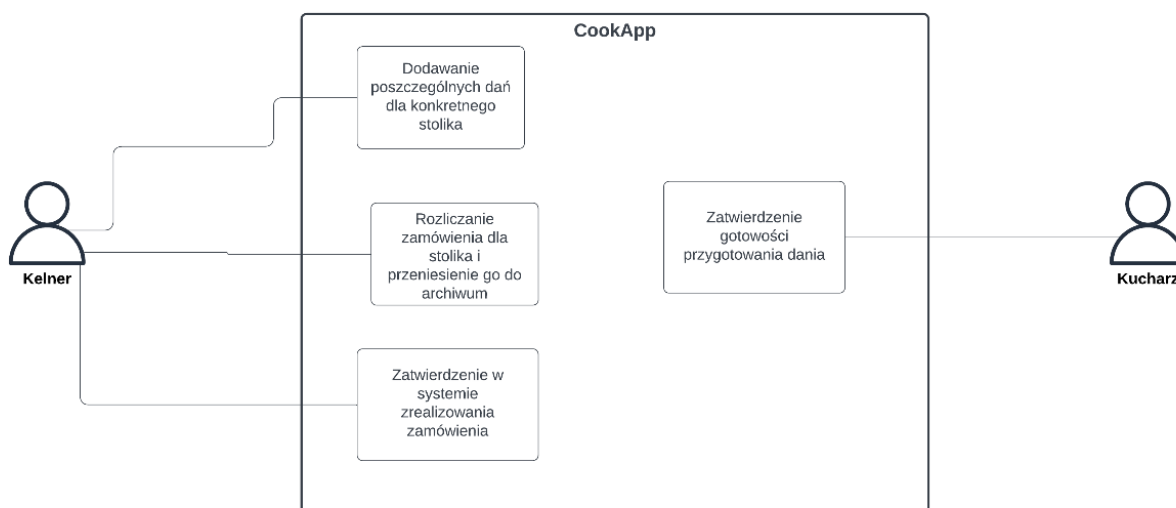 CookApp
Dodawanie
poszczególnych dań
dla konkretnego
stolika
Rozliczanie
zamówienia dla
stolika i
przeniesienie go do
archiwum
Zatwierdzenie
gotowości
przygotowania dania
Kelner
Kucharz
Zatwierdzenie w
systemie
zrealizowania
zamówienia